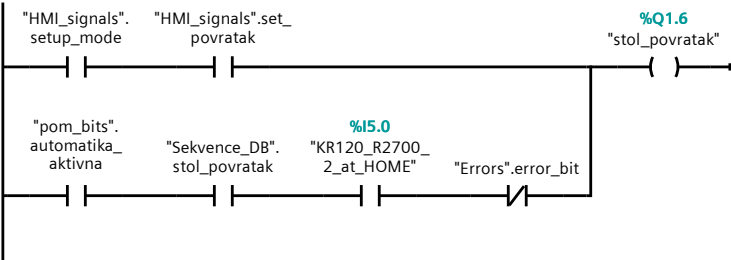 "HMI_signals".
setup_mode
"HMI_signals".set_
povratak
%Q1.6
"stol_povratak"
"pom_bits".
automatika_
aktivna
"Sekvence_DB".
stol_povratak
%I5.0
"KR120_R2700_
2_at_HOME"
"Errors".error_bit